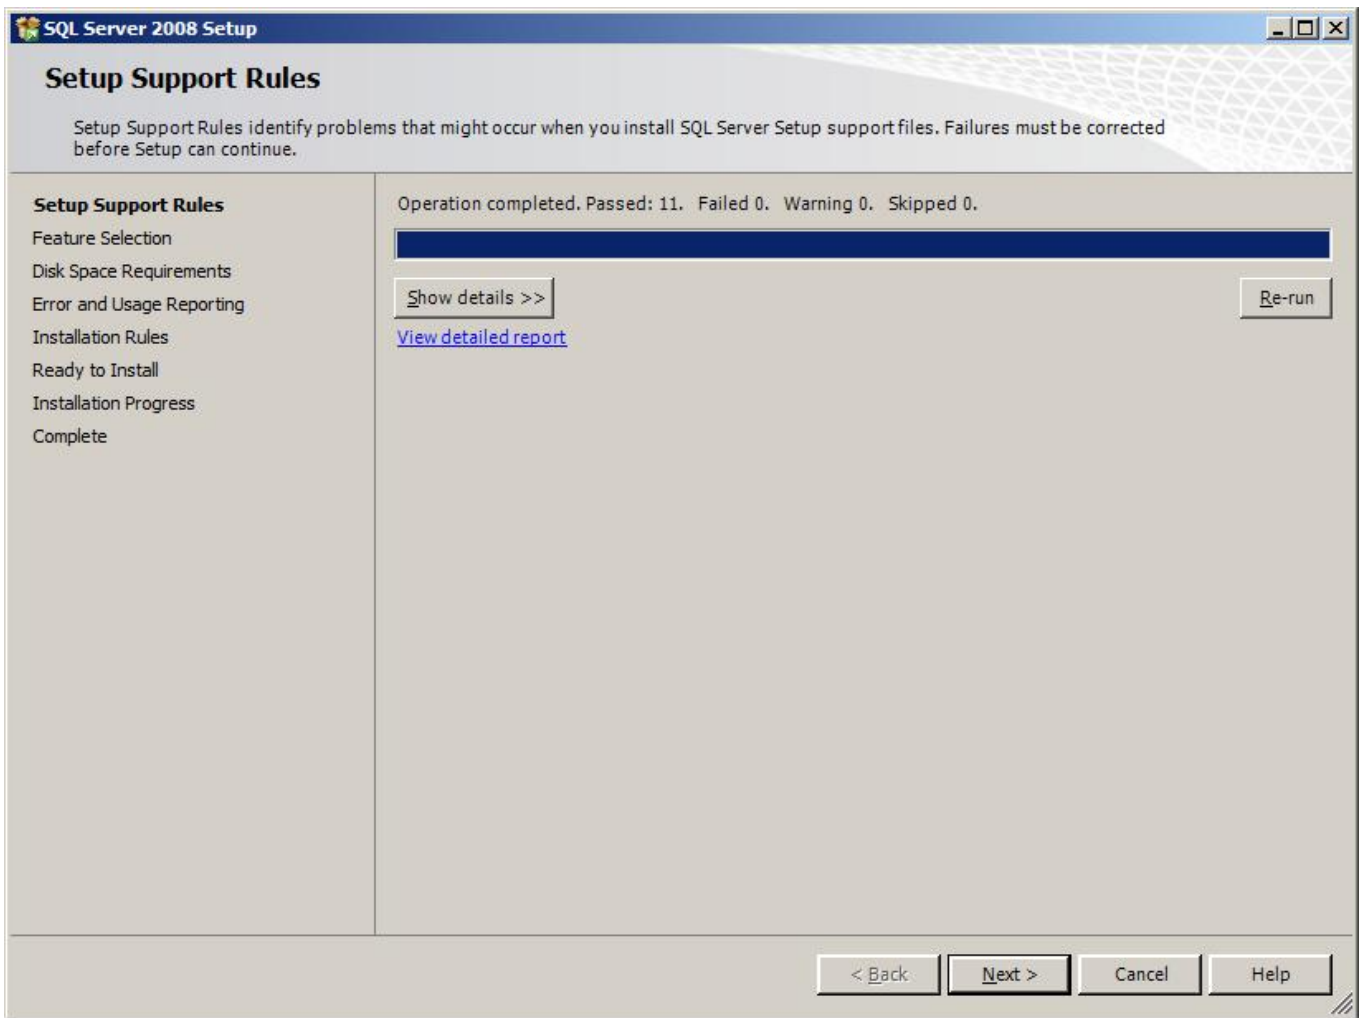 SQL Server 2008 Setup
Setup Support Rules
Setup Support Rules identify problems that might occur when you install SQL Server Setup support files. Failures must be corrected
before Setup can continue.
Setup Support Rules
Feature Selection
Disk Space Requirements
Error and Usage Reporting
Installation Rules
Ready to Install
Installation Progress
Complete
Operation completed. Passed: 11. Failed 0. Warning 0. Skipped 0.
Show details >>
Re-run
View detailed report
< Back
Next >
Cancel
Help